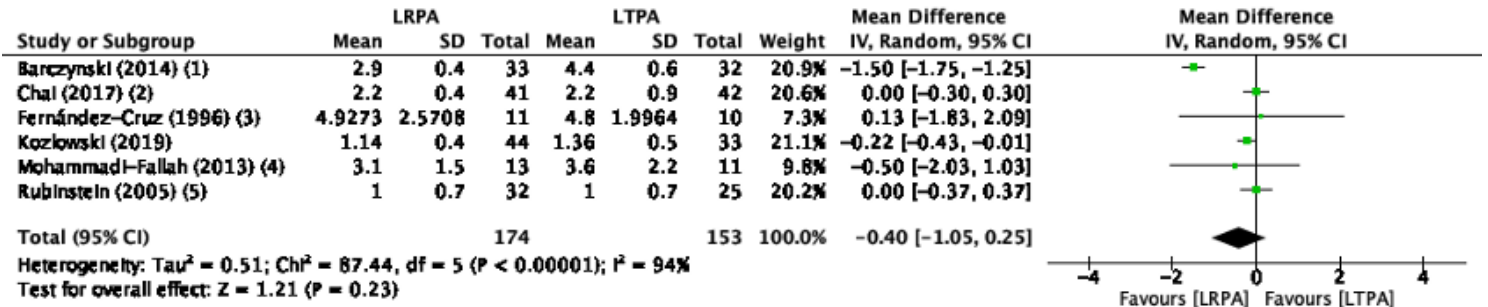 LRPA LTPA Mean Difference Mean Difference
Study or Subgroup Mean SD Total Mean SD Total Weight IV, Random, 95% CI IV, Random, 95% CI
Barczynski (2014) (1) 2.9 0.4 33 4.4 0.6 32 20.9% −1.50 [−1.75, −1.25]
Chai (2017) (2) 2.2 0.4 41 2.2 0.9 42 20.6% 0.00 [−0.30, 0.30]
Fernández−Cruz (1996) (3) 4.9273 2.5708 11 4.8 1.9964 10 7.3% 0.13 [−1.83, 2.09]
Kozlowski (2019) 1.14 0.4 44 1.36 0.5 33 21.1% −0.22 [−0.43, −0.01]
Mohammadi−Fallah (2013) (4) 3.1 1.5 13 3.6 2.2 11 9.8% −0.50 [−2.03, 1.03]
Rubinstein (2005) (5) 1 0.7 32 1 0.7 25 20.2% 0.00 [−0.37, 0.37]
Total (95% CI) 174 153 100.0% −0.40 [−1.05, 0.25]
Heterogeneity: Tau² = 0.51; Chi² = 87.44, df = 5 (P < 0.00001); I² = 94%
Test for overall effect: Z = 1.21 (P = 0.23)
−4 −2 0 2 4
Favours [LRPA] Favours [LTPA]